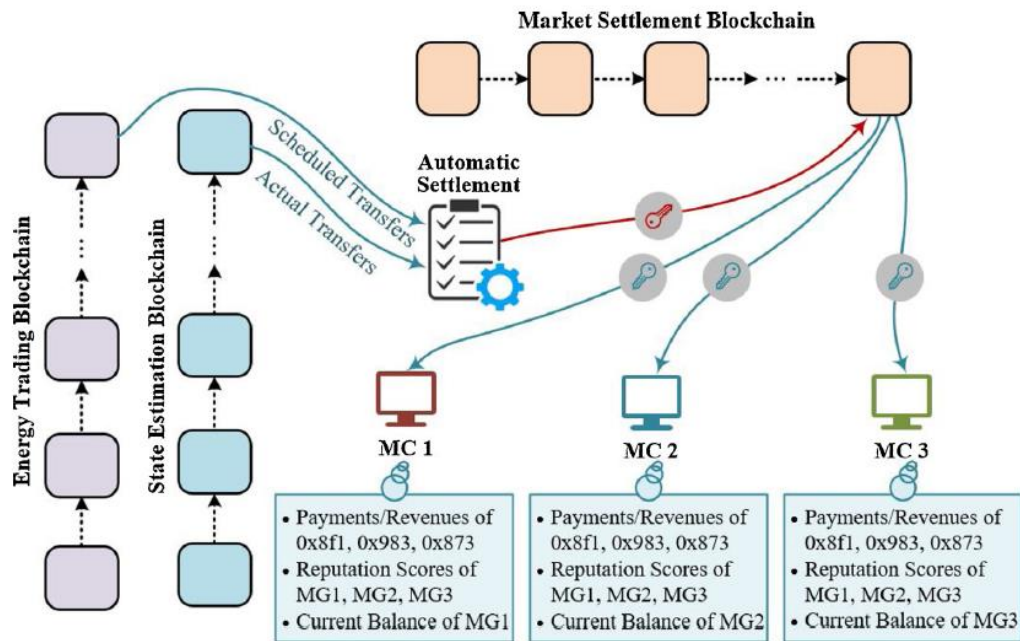 Market Settlement Blockchain
Energy Trading Blockchain
State Estimation Blockchain
Scheduled Transfers
Actual Transfers
Automatic
Settlement
MC 1
MC 2
MC 3
• Payments/Revenues of
0x8f1, 0x983, 0x873
• Reputation Scores of
MG1, MG2, MG3
• Current Balance of MG1
• Payments/Revenues of
0x8f1, 0x983, 0x873
• Reputation Scores of
MG1, MG2, MG3
• Current Balance of MG2
• Payments/Revenues of
0x8f1, 0x983, 0x873
• Reputation Scores of
MG1, MG2, MG3
• Current Balance of MG3